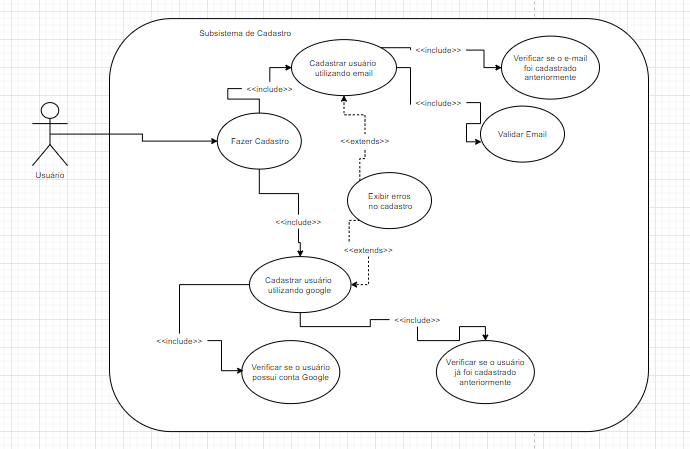 Subsistema de Cadastro
Cadastrar usuário
utilizando email
<<include>>
Verificar se o e-mail
foi cadastrado
anteriormente
<<include>>
<<include>>
Validar Email
Fazer Cadastro
<<extends>>
Usuário
Exibir erros
no cadastro
<<include>>
<<extends>>
Cadastrar usuário
utilizando google
<<include>>
<<include>>
Verificar se o usuário
possui conta Google
Verificar se o usuário
já foi cadastrado
anteriormente